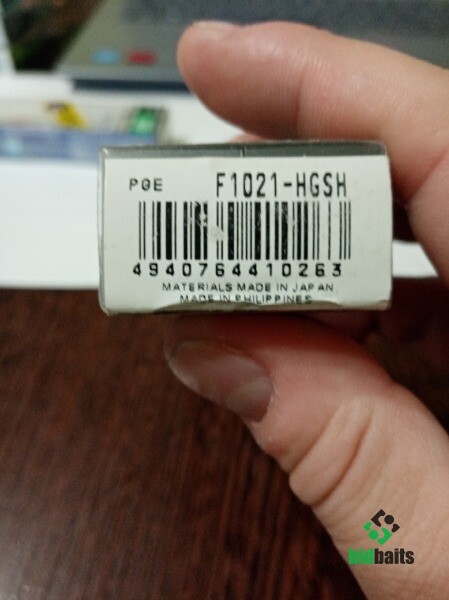 PGE F1021-HGSH
4940764410263
MATERIALS MADE IN JAPAN
MADE IN PHILIPPINES
bidbaits